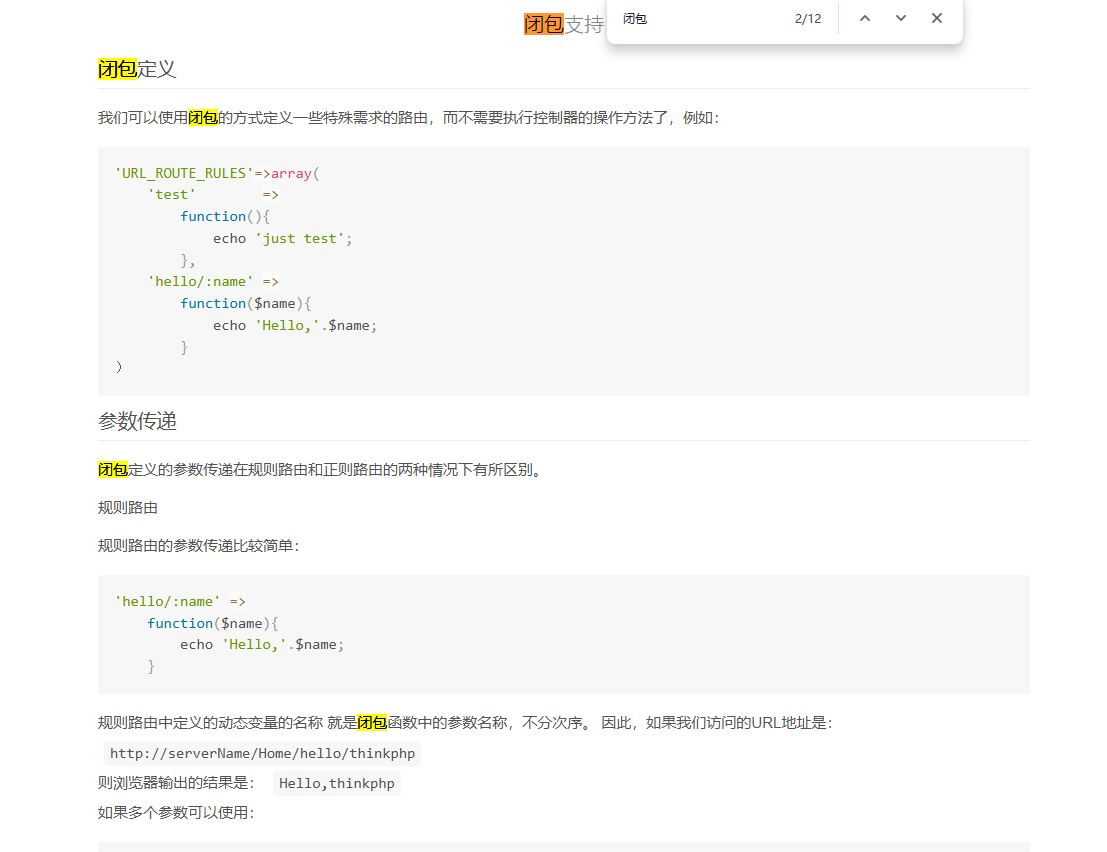 闭包支持
闭包
2/12
闭包定义
我们可以使用闭包的方式定义一些特殊需求的路由，而不需要执行控制器的操作方法了，例如：
'URL_ROUTE_RULES'=>array(
    'test'        =>
        function(){
            echo 'just test';
        },
    'hello/:name' =>
        function($name){
            echo 'Hello,'.$name;
        }
)
参数传递
闭包定义的参数传递在规则路由和正则路由的两种情况下有所区别。
规则路由
规则路由的参数传递比较简单：
'hello/:name' =>
    function($name){
        echo 'Hello,'.$name;
    }
规则路由中定义的动态变量的名称 就是闭包函数中的参数名称，不分次序。 因此，如果我们访问的URL地址是：
http://serverName/Home/hello/thinkphp
则浏览器输出的结果是： Hello,thinkphp
如果多个参数可以使用：